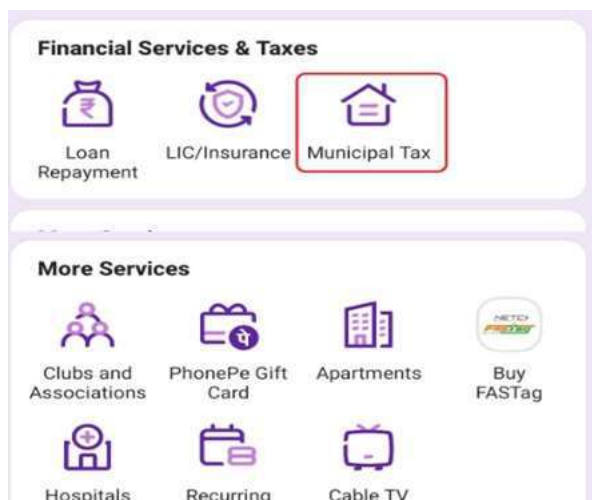 Financial Services & Taxes
Loan
Repayment
LIC/Insurance
Municipal Tax
More Services
Clubs and
Associations
PhonePe Gift
Card
Apartments
Buy
FASTag
Hospitals
Recurring
Cable TV